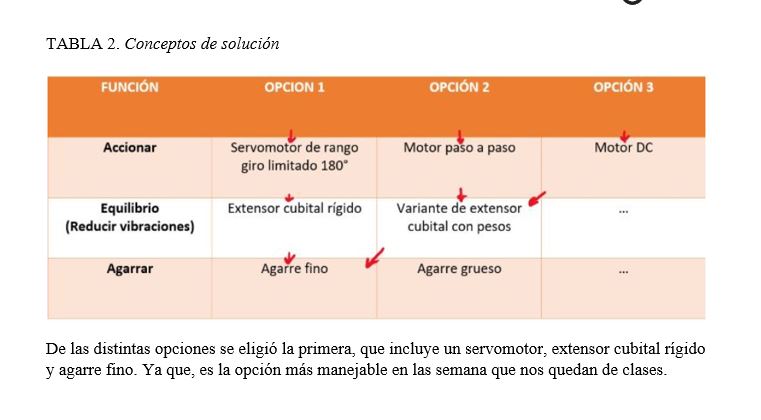 TABLA 2. Conceptos de solución
FUNCIÓN OPCION 1 OPCIÓN 2 OPCIÓN 3
Accionar Servomotor de rango Motor paso a paso Motor DC
giro limitado 180°
Equilibrio Extensor cubital rígido Variante de extensor ...
(Reducir vibraciones) cubital con pesos
Agarrar Agarre fino Agarre grueso ...
De las distintas opciones se eligió la primera, que incluye un servomotor, extensor cubital rígido
y agarre fino. Ya que, es la opción más manejable en las semana que nos quedan de clases.